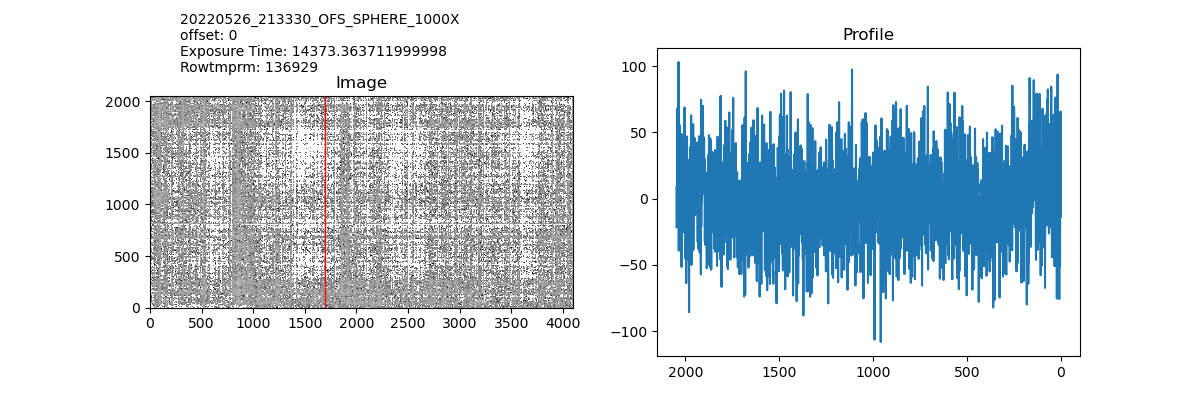 20220526_213330_OFS_SPHERE_1000X
offset: 0
Exposure Time: 14373.363711999998
Rowtmprm: 136929
Image
2000
1500
1000
500
0
0 500 1000 1500 2000 2500 3000 3500 4000
Profile
100
50
0
−50
−100
2000 1500 1000 500 0